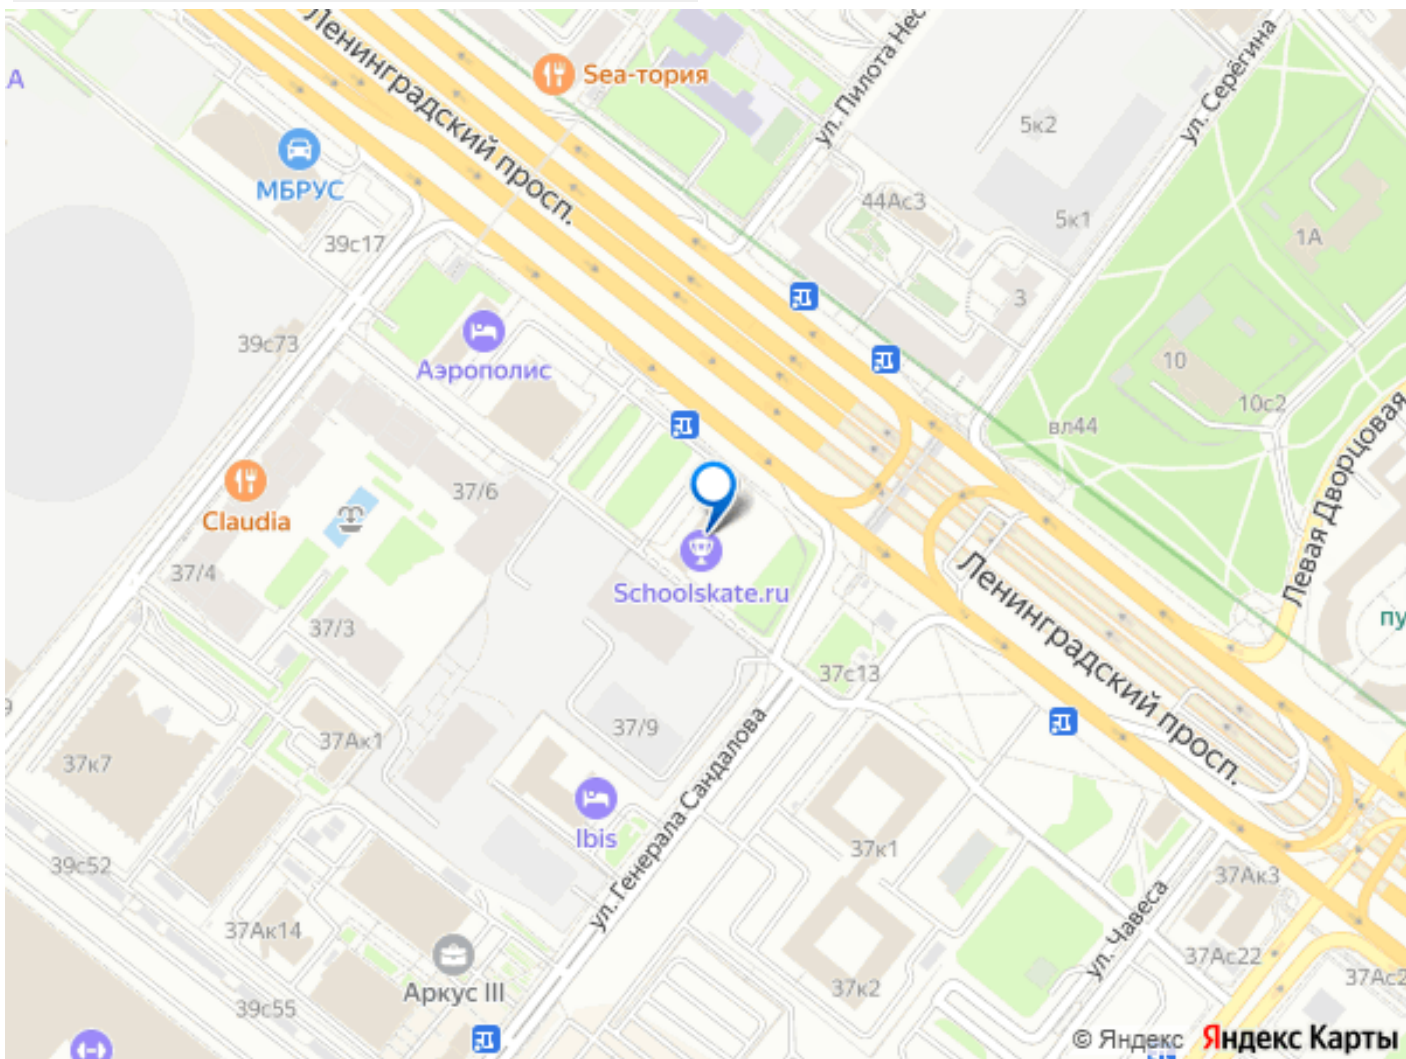 Ленинградский просп.
Sea-тория
ул. Пилота Нес
ул. Серёгина
А
МБРУС
5к2
44Ас3
5к1
1А
39с17
3
39с73
Аэрополис
10
10с2
вл44
Левая Дворцовая
37/6
Claudia
37/4
Schoolskate.ru
Ленинградский просп.
пу
37/3
37с13
9
37Ак1
37/9
37к7
ул. Генерала Сандалова
Ibis
37к1
39с52
37Ак3
37Ак14
ул. Чавеса
37Ас22
Аркус III
37к2
37Ас2
39с55
© Яндекс Яндекс Карты